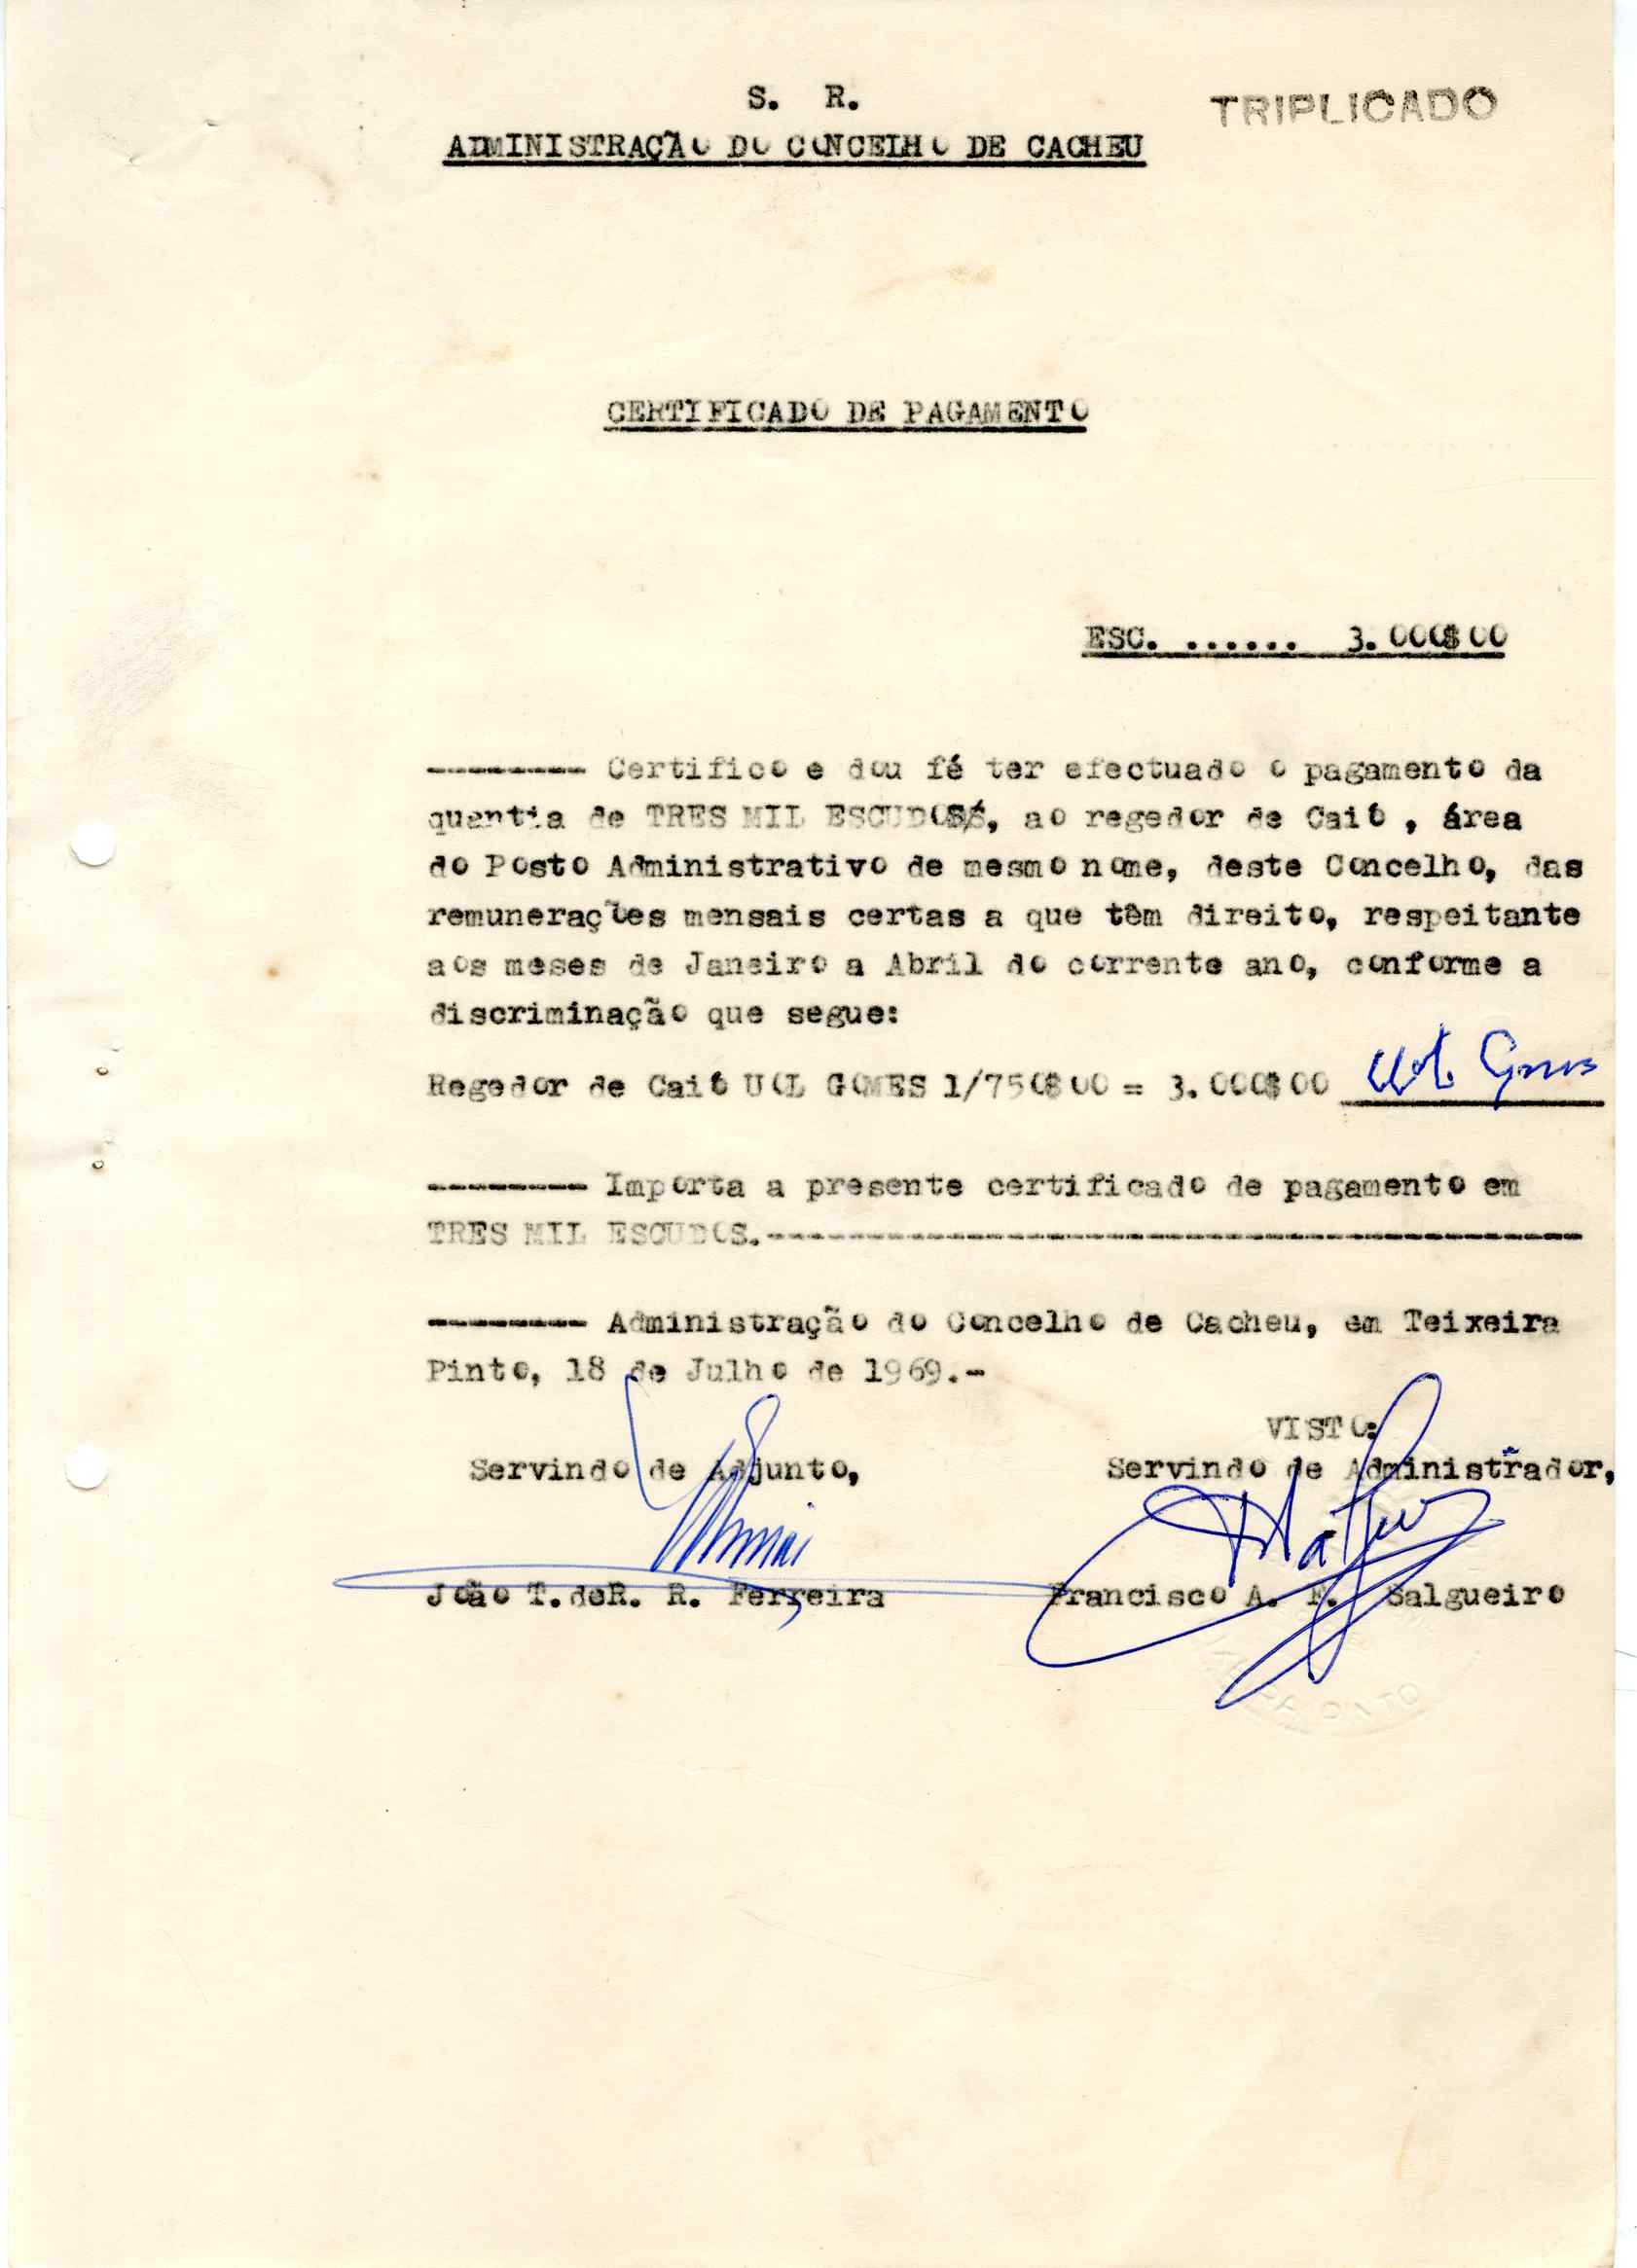 S. R.
TRIPLICADO
ADMINISTRAÇÃO DO CONCELHO DE CACHEU
CERTIFICADO DE PAGAMENTO
ESC. ...... 3.000$00
-------- Certifico e dou fé ter efectuado o pagamento da
quantia de TRES MIL ESCUDOS, ao regedor de Caió , área
do Posto Administrativo de mesmo nome, deste Concelho, das
remunerações mensais certas a que têm direito, respeitante
aos meses de Janeiro a Abril do corrente ano, conforme a
discriminação que segue:
Regedor de Caió UOL GOMES 1/750$00 = 3.000$00 Gomes
-------- Importa a presente certificado de pagamento em
TRES MIL ESCUDOS.-----------------------------------------
-------- Administração do Concelho de Cacheu, em Teixeira
Pinto, 18 de Julho de 1969.-
VISTO:
Servindo de Adjunto, Servindo de Administrador,
João T.deR. R. Ferreira Francisco A. F. Salgueiro